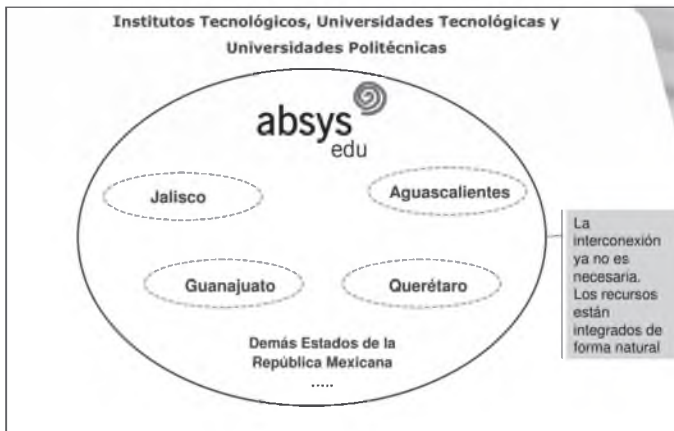 Institutos Tecnológicos, Universidades Tecnológicas y
Universidades Politécnicas
absys
edu
Jalisco
Aguascalientes
Guanajuato
Querétaro
Demás Estados de la
República Mexicana
.....
La
interconexión
ya no es
necesaria.
Los recursos
están
integrados de
forma natural